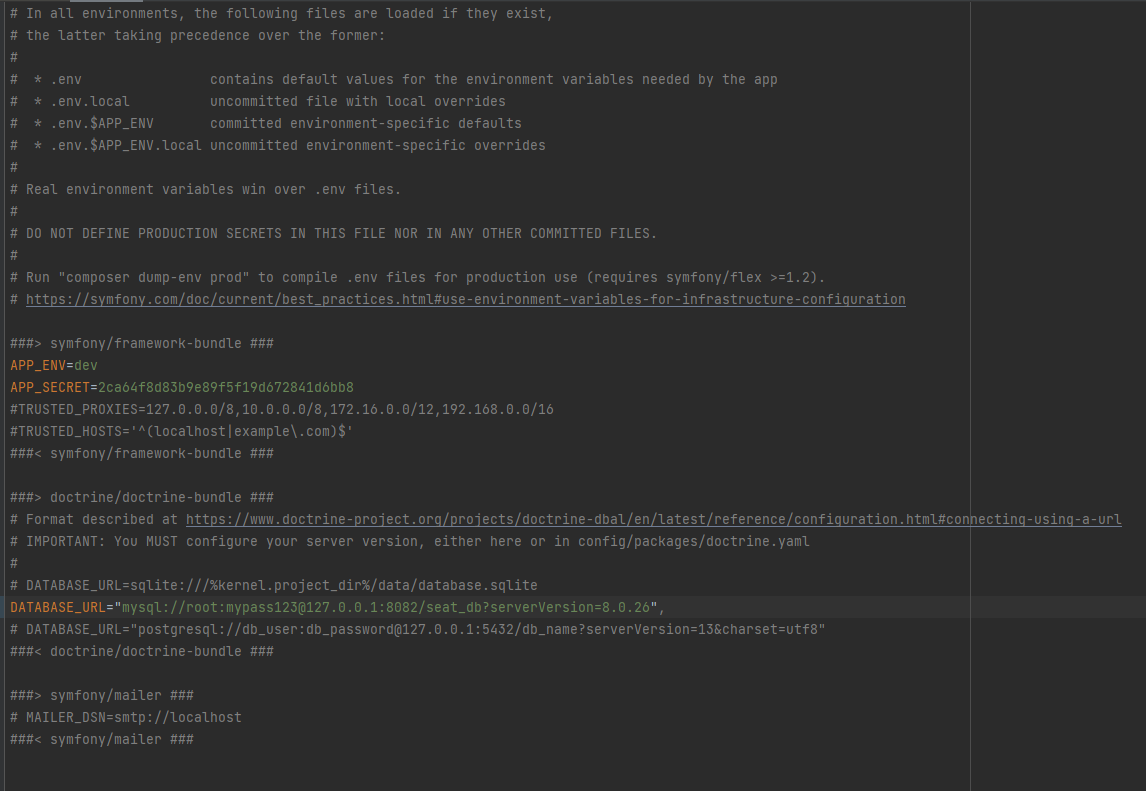 # In all environments, the following files are loaded if they exist,
# the latter taking precedence over the former:
#
#  * .env                contains default values for the environment variables needed by the app
#  * .env.local          uncommitted file with local overrides
#  * .env.$APP_ENV       committed environment-specific defaults
#  * .env.$APP_ENV.local uncommitted environment-specific overrides
#
# Real environment variables win over .env files.
#
# DO NOT DEFINE PRODUCTION SECRETS IN THIS FILE NOR IN ANY OTHER COMMITTED FILES.
#
# Run "composer dump-env prod" to compile .env files for production use (requires symfony/flex >=1.2).
# https://symfony.com/doc/current/best_practices.html#use-environment-variables-for-infrastructure-configuration

###> symfony/framework-bundle ###
APP_ENV=dev
APP_SECRET=2ca64f8d83b9e89f5f19d672841d6bb8
#TRUSTED_PROXIES=127.0.0.0/8,10.0.0.0/8,172.16.0.0/12,192.168.0.0/16
#TRUSTED_HOSTS='^(localhost|example\.com)$'
###< symfony/framework-bundle ###

###> doctrine/doctrine-bundle ###
# Format described at https://www.doctrine-project.org/projects/doctrine-dbal/en/latest/reference/configuration.html#connecting-using-a-url
# IMPORTANT: You MUST configure your server version, either here or in config/packages/doctrine.yaml
#
# DATABASE_URL=sqlite:///%kernel.project_dir%/data/database.sqlite
DATABASE_URL="mysql://root:mypass123@127.0.0.1:8082/seat_db?serverVersion=8.0.26",
# DATABASE_URL="postgresql://db_user:db_password@127.0.0.1:5432/db_name?serverVersion=13&charset=utf8"
###< doctrine/doctrine-bundle ###

###> symfony/mailer ###
# MAILER_DSN=smtp://localhost
###< symfony/mailer ###